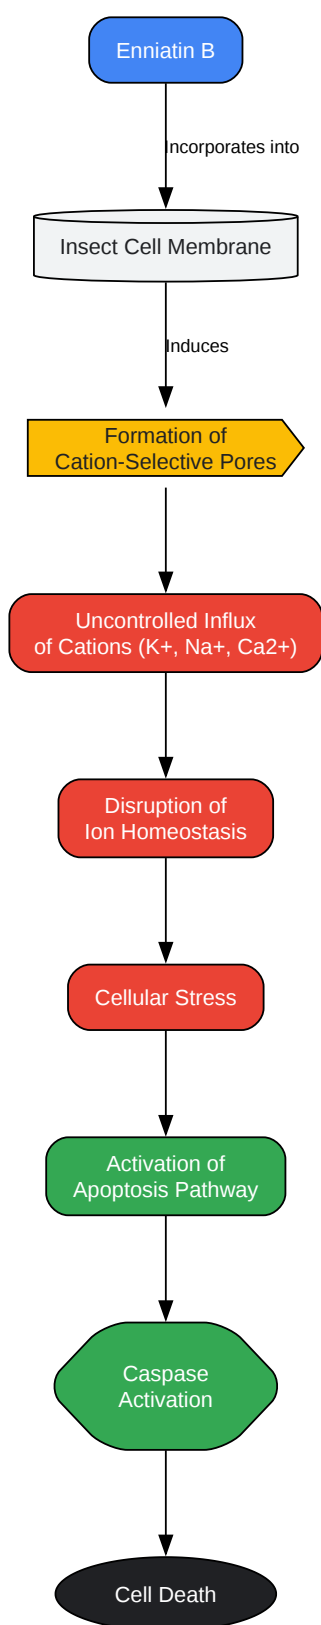 Enniatin B
Incorporates into
Insect Cell Membrane
Induces
Formation of
Cation-Selective Pores
Uncontrolled Influx
of Cations (K+, Na+, Ca2+)
Disruption of
Ion Homeostasis
Cellular Stress
Activation of
Apoptosis Pathway
Caspase
Activation
Cell Death